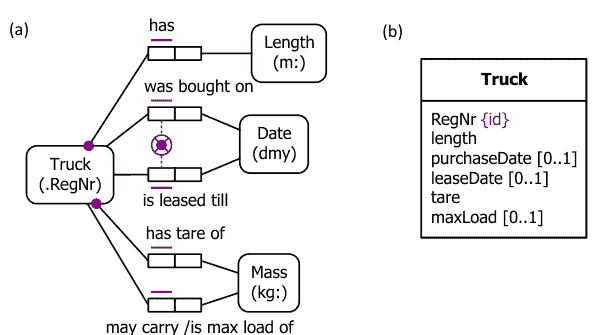 (a)
has
Length
(m:)
was bought on
Date
(dmy)
Truck
(.RegNr)
is leased till
has tare of
Mass
(kg:)
may carry /is max load of
(b)
Truck
RegNr {id}
length
purchaseDate [0..1]
leaseDate [0..1]
tare
maxLoad [0..1]